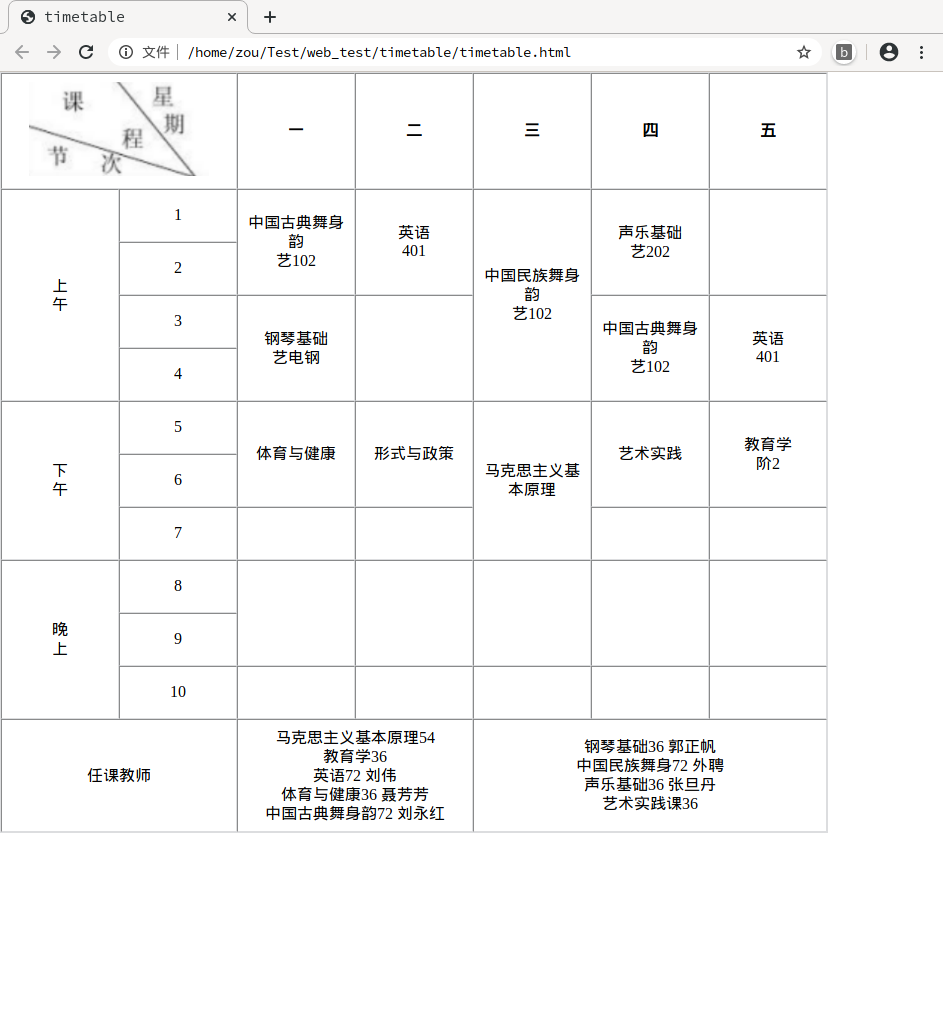 timetable
文件
/home/zou/Test/web_test/timetable/timetable.html
b
课 星
程 期
节 次
一 二 三 四 五
上
午
1
2
3
4
中国古典舞身
韵
艺102
英语
401
中国民族舞身
韵
艺102
声乐基础
艺202
钢琴基础
艺电钢
中国古典舞身
韵
艺102
英语
401
下
午
5
6
7
体育与健康
形式与政策
马克思主义基
本原理
艺术实践
教育学
阶2
晚
上
8
9
10
任课教师
马克思主义基本原理54
教育学36
英语72 刘伟
体育与健康36 聂芳芳
中国古典舞身韵72 刘永红
钢琴基础36 郭正帆
中国民族舞身72 外聘
声乐基础36 张旦丹
艺术实践课36